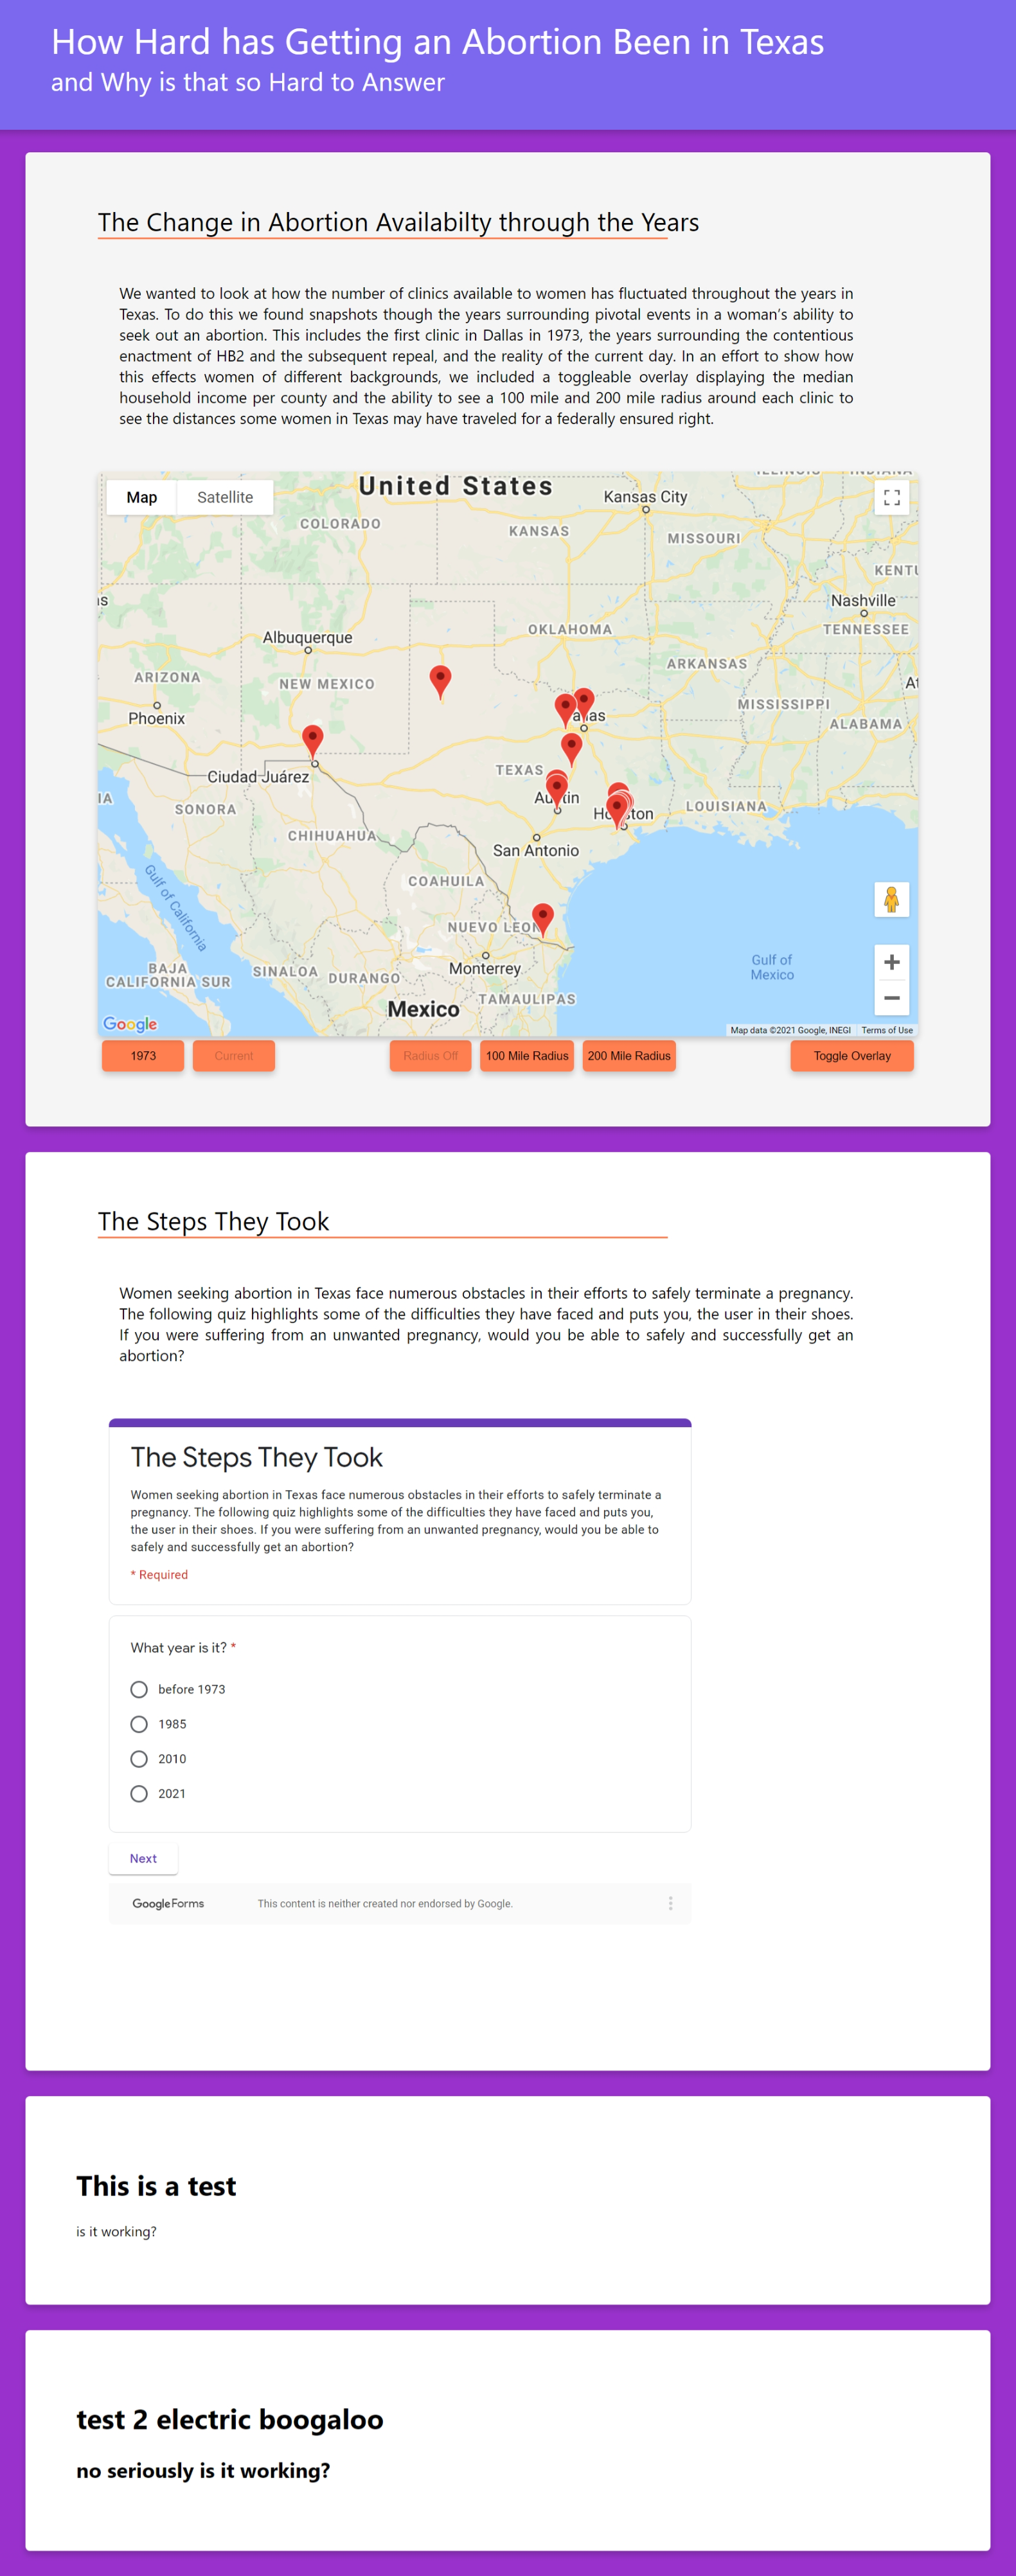 How Hard has Getting an Abortion Been in Texas
and Why is that so Hard to Answer
The Change in Abortion Availabilty through the Years
We wanted to look at how the number of clinics available to women has fluctuated throughout the years in
Texas. To do this we found snapshots though the years surrounding pivotal events in a woman's ability to
seek out an abortion. This includes the first clinic in Dallas in 1973, the years surrounding the contentious
enactment of HB2 and the subsequent repeal, and the reality of the current day. In an effort to show how
this effects women of different backgrounds, we included a toggleable overlay displaying the median
household income per county and the ability to see a 100 mile and 200 mile radius around each clinic to
see the distances some women in Texas may have traveled for a federally ensured right.
Map
Satellite
United States
Kansas City
COLORADO
KANSAS
MISSOURI
KENTU
Nashville
TENNESSEE
Albuquerque
OKLAHOMA
ARKANSAS
ARIZONA
NEW MEXICO
MISSISSIPPI
Phoenix
ALABAMA
Ciudad Juárez
TEXAS
SONORA
LOUISIANA
CHIHUAHUA
San Antonio
COAHUILA
Gulf of California
NUEVO LEON
Monterrey
Gulf of
Mexico
BAJA
CALIFORNIA SUR
SINALOA
DURANGO
TAMAULIPAS
Mexico
Google
Map data ©2021 Google, INEGI
Terms of Use
1973
Current
Radius Off
100 Mile Radius
200 Mile Radius
Toggle Overlay
The Steps They Took
Women seeking abortion in Texas face numerous obstacles in their efforts to safely terminate a pregnancy.
The following quiz highlights some of the difficulties they have faced and puts you, the user in their shoes.
If you were suffering from an unwanted pregnancy, would you be able to safely and successfully get an
abortion?
The Steps They Took
Women seeking abortion in Texas face numerous obstacles in their efforts to safely terminate a
pregnancy. The following quiz highlights some of the difficulties they have faced and puts you,
the user in their shoes. If you were suffering from an unwanted pregnancy, would you be able to
safely and successfully get an abortion?
* Required
What year is it? *
before 1973
1985
2010
2021
Next
Google Forms
This content is neither created nor endorsed by Google.
This is a test
is it working?
test 2 electric boogaloo
no seriously is it working?